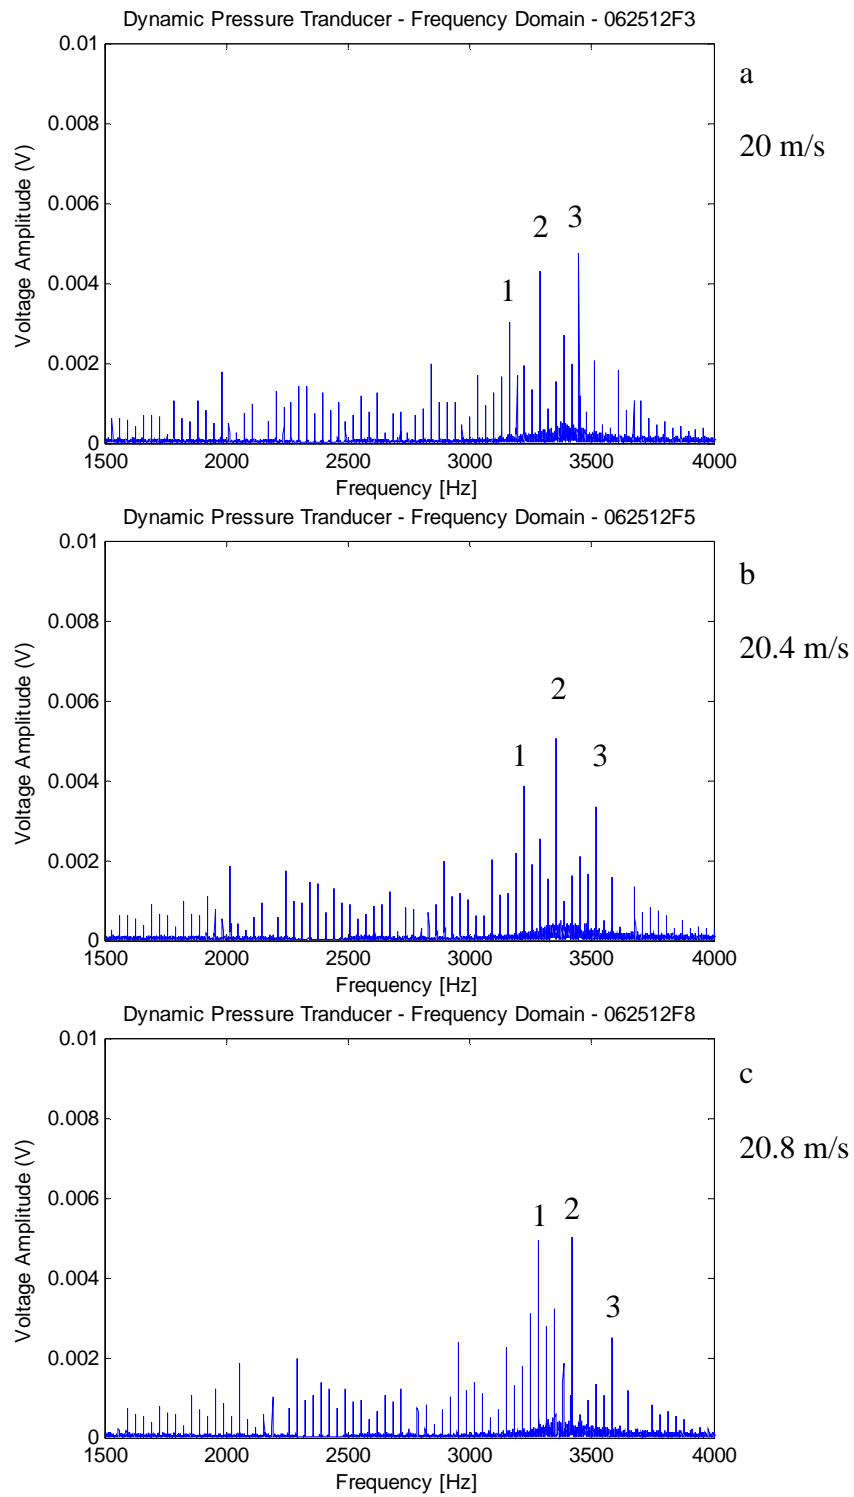 Dynamic Pressure Tranducer - Frequency Domain - 062512F3
a
20 m/s
0.01
0.008
0.006
0.004
0.002
0
Voltage Amplitude (V)
1
2
3
1500 2000 2500 3000 3500 4000
Frequency [Hz]
Dynamic Pressure Tranducer - Frequency Domain - 062512F5
b
20.4 m/s
0.01
0.008
0.006
0.004
0.002
0
Voltage Amplitude (V)
1
2
3
1500 2000 2500 3000 3500 4000
Frequency [Hz]
Dynamic Pressure Tranducer - Frequency Domain - 062512F8
c
20.8 m/s
0.01
0.008
0.006
0.004
0.002
0
Voltage Amplitude (V)
1
2
3
1500 2000 2500 3000 3500 4000
Frequency [Hz]